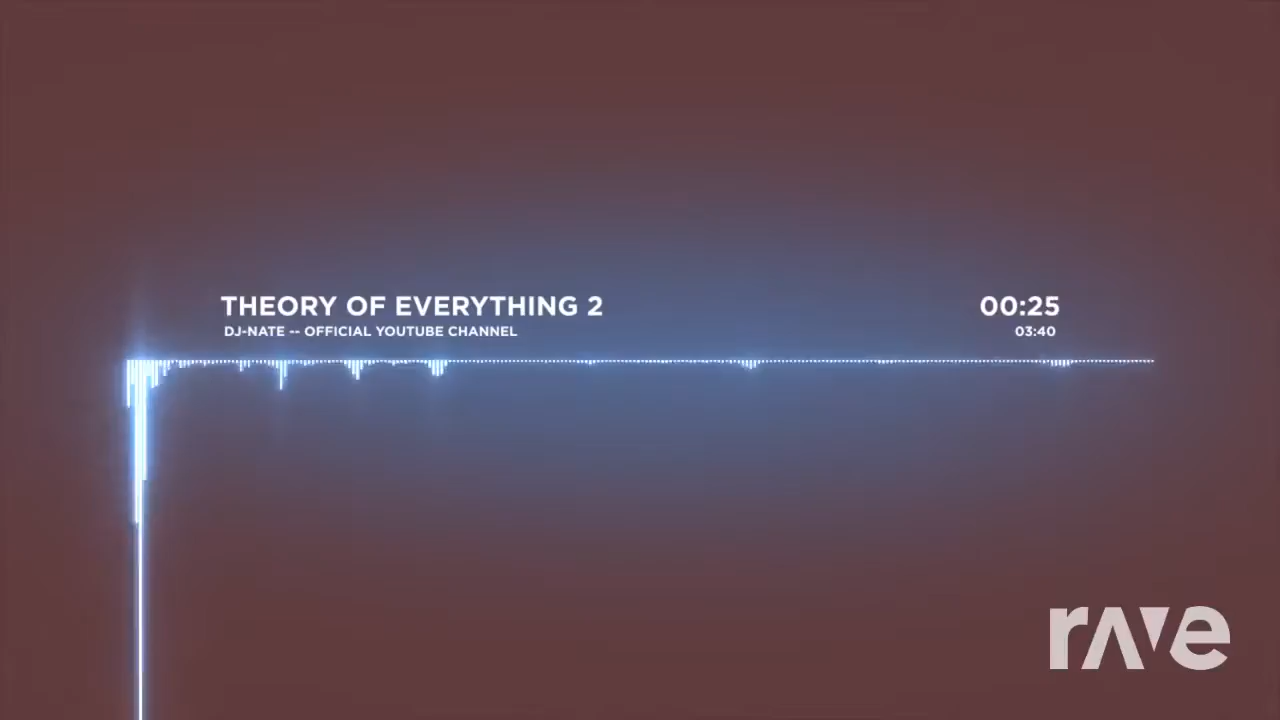 THEORY OF EVERYTHING 2
00:25
DJ-NATE -- OFFICIAL YOUTUBE CHANNEL
03:40
rave